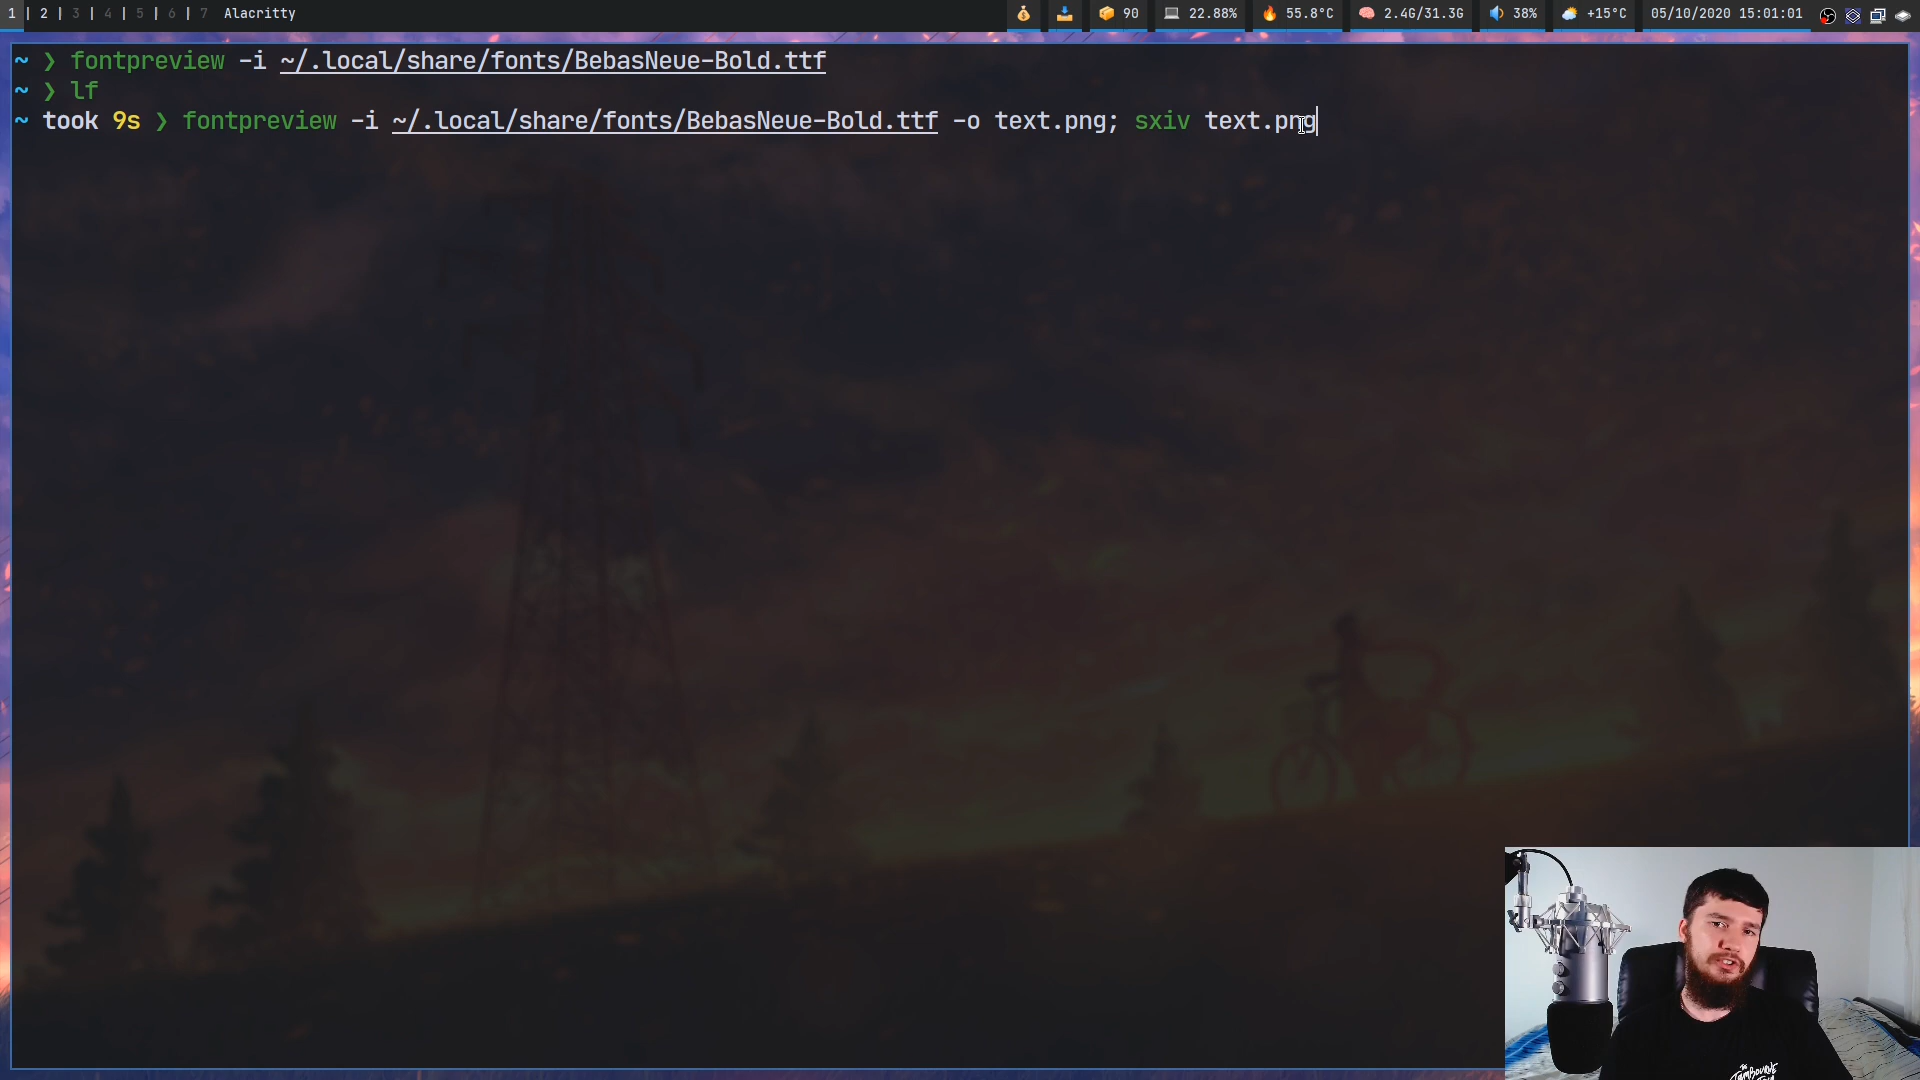 1 | 2 | 3 | 4 | 5 | 6 | 7 Alacritty 90 22.88% 55.8°C 2.4G/31.3G 38% +15°C 05/10/2020 15:01:01
~ ❯ fontpreview -i ~/.local/share/fonts/BebasNeue-Bold.ttf
~ ❯ lf
~ took 9s ❯ fontpreview -i ~/.local/share/fonts/BebasNeue-Bold.ttf -o text.png; sxiv text.png
THE